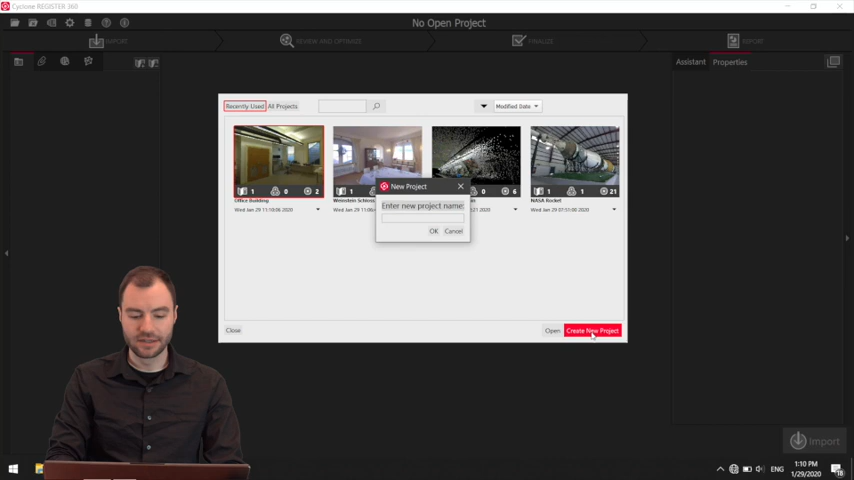 Cyclone REGISTER 360
No Open Project
IMPORT
REVIEW AND OPTIMIZE
FINALIZE
REPORT
Assistant Properties
Recently Used All Projects
Modified Date
1 0 2
1
6
1 21
Office Building
Weinstein Schloss
NASA Rocket
Wed Jan 29 11:10:06 2020
Wed Jan 29 11:06
:21 2020
Wed Jan 29 07:51:00 2020
New Project
Enter new project name:
OK Cancel
Close
Open Create New Project
Import
ENG
1:10 PM
1/29/2020
18